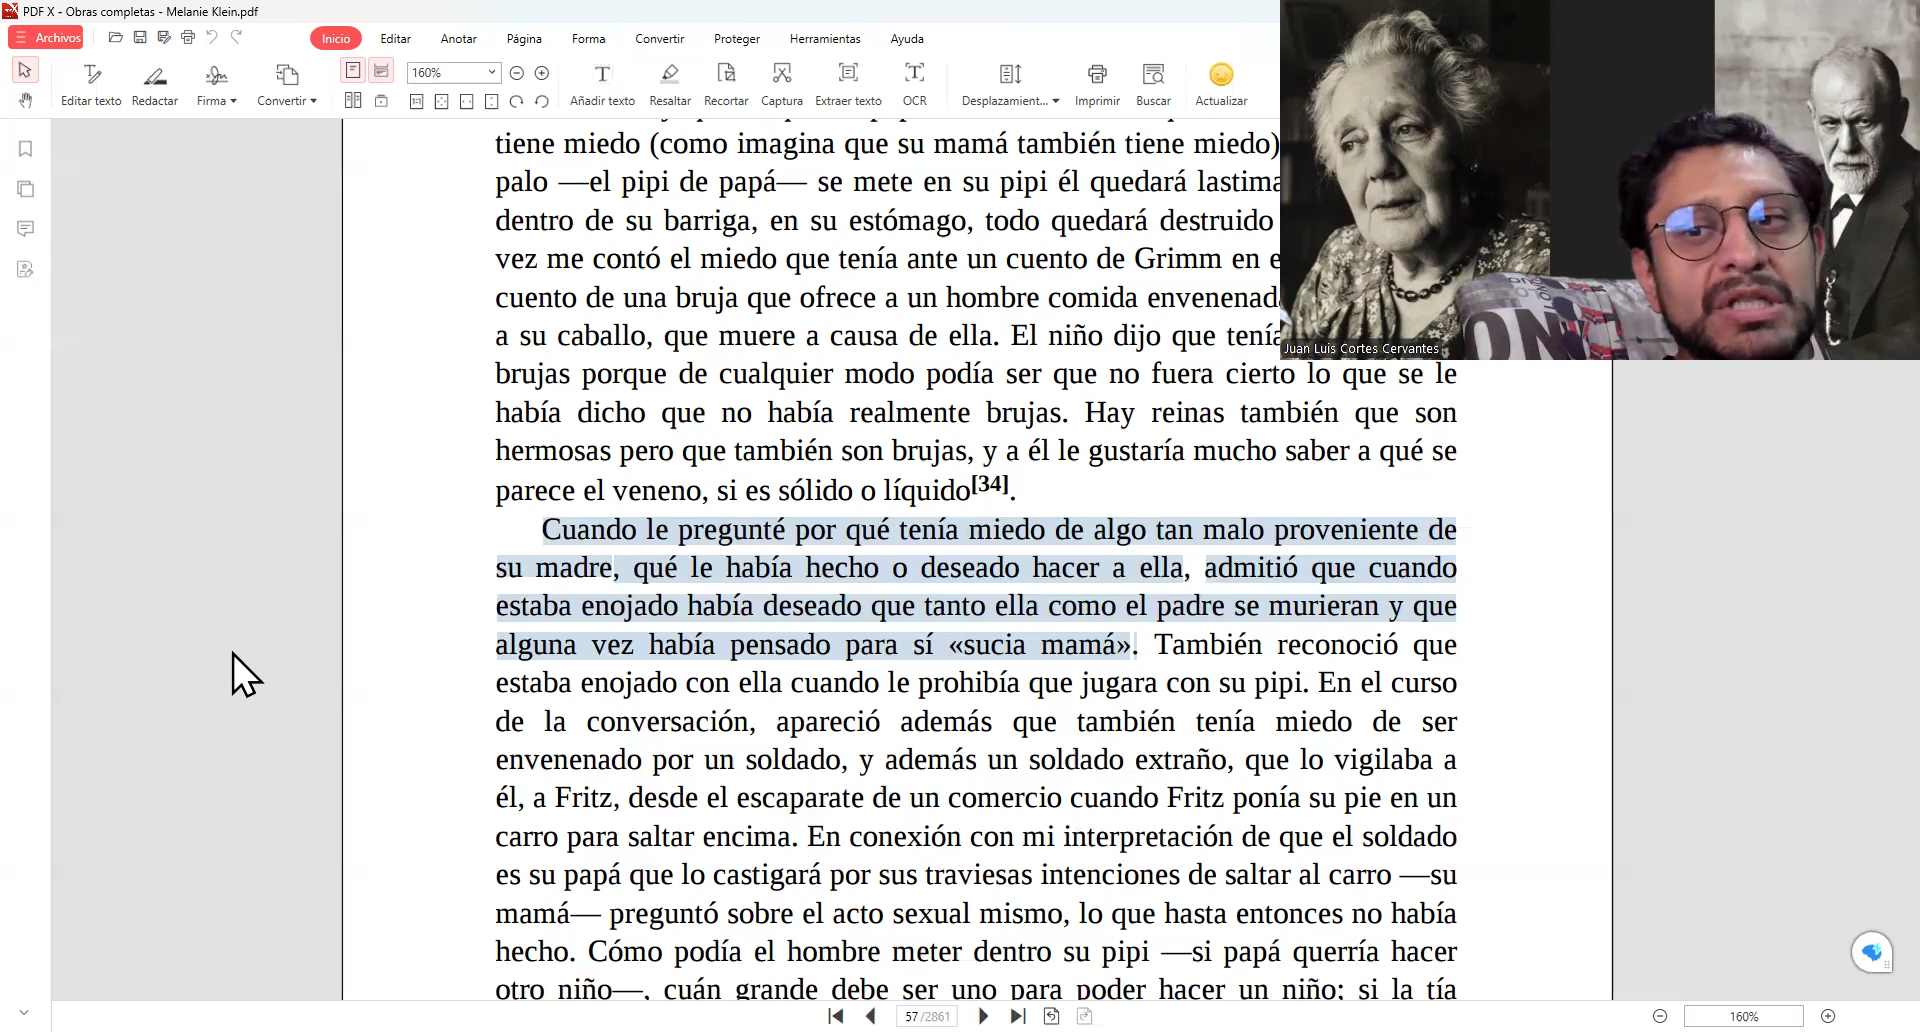 PDF X - Obras completas - Melanie Klein.pdf
Archivos
Inicio Editar Anotar Página Forma Convertir Proteger Herramientas Ayuda
160%
Editar texto Redactar Firma Convertir Añadir texto Resaltar Recortar Captura Extraer texto OCR Desplazamient... Imprimir Buscar Actualizar
tiene miedo (como imagina que su mamá también tiene miedo)
palo —el pipi de papá— se mete en su pipi él quedará lastima
dentro de su barriga, en su estómago, todo quedará destruido
vez me contó el miedo que tenía ante un cuento de Grimm en e
cuento de una bruja que ofrece a un hombre comida envenenada
a su caballo, que muere a causa de ella. El niño dijo que tenía
brujas porque de cualquier modo podía ser que no fuera cierto lo que se le
había dicho que no había realmente brujas. Hay reinas también que son
hermosas pero que también son brujas, y a él le gustaría mucho saber a qué se
parece el veneno, si es sólido o líquido[34].
Cuando le pregunté por qué tenía miedo de algo tan malo proveniente de
su madre, qué le había hecho o deseado hacer a ella, admitió que cuando
estaba enojado había deseado que tanto ella como el padre se murieran y que
alguna vez había pensado para sí «sucia mamá». También reconoció que
estaba enojado con ella cuando le prohibía que jugara con su pipi. En el curso
de la conversación, apareció además que también tenía miedo de ser
envenenado por un soldado, y además un soldado extraño, que lo vigilaba a
él, a Fritz, desde el escaparate de un comercio cuando Fritz ponía su pie en un
carro para saltar encima. En conexión con mi interpretación de que el soldado
es su papá que lo castigará por sus traviesas intenciones de saltar al carro —su
mamá— preguntó sobre el acto sexual mismo, lo que hasta entonces no había
hecho. Cómo podía el hombre meter dentro su pipi —si papá querría hacer
otro niño—, cuán grande debe ser uno para poder hacer un niño; si la tía
Juan Luis Cortes Cervantes
57 /2861
160%